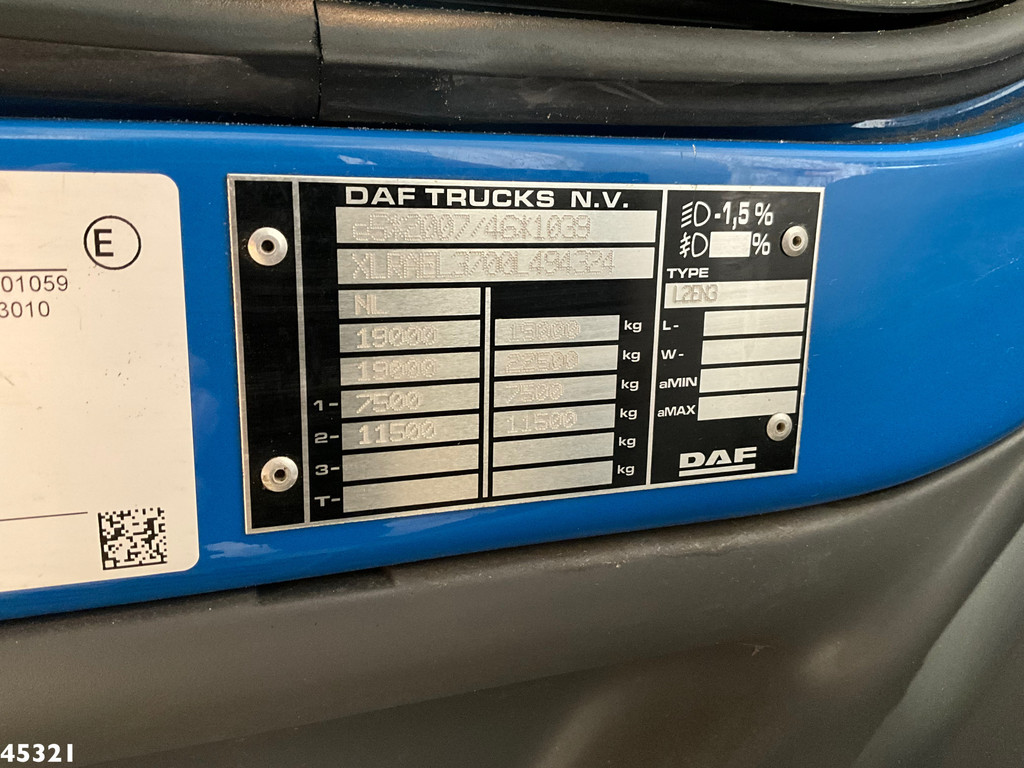 E
01059
3010
DAF TRUCKS N.V.
e5*2007/46*1039
NL
19000 19000 kg
19000 22500 kg
1- 7500 7500 kg
2- 11500 11500 kg
3- kg
T- kg
-1,5 %
%
TYPE
L2EN3
L-
W-
aMIN
aMAX
DAF
45321